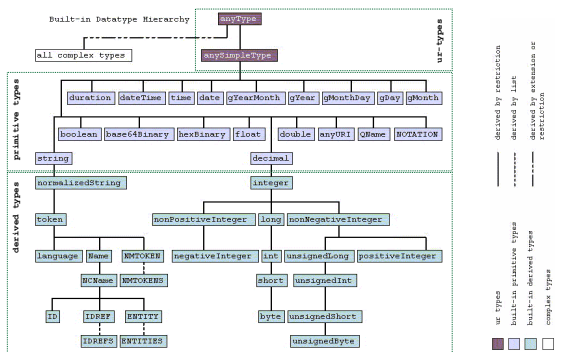 Built-in Datatype Hierarchy
anyType
ur-types
all complex types
anySimpleType
primitive types
duration dateTime time date gYearMonth gYear gMonthDay gDay gMonth
boolean base64Binary hexBinary float double anyURI QName NOTATION
string decimal
derived types
normalizedString integer
token nonPositiveInteger long nonNegativeInteger
language Name NMTOKEN negativeInteger int unsignedLong positiveInteger
NCName NMTOKENS short unsignedInt
ID IDREF ENTITY byte unsignedShort
IDREFS ENTITIES unsignedByte
derived by restriction
derived by list
derived by extension or
restriction
ur types
built-in primitive types
built-in derived types
complex types